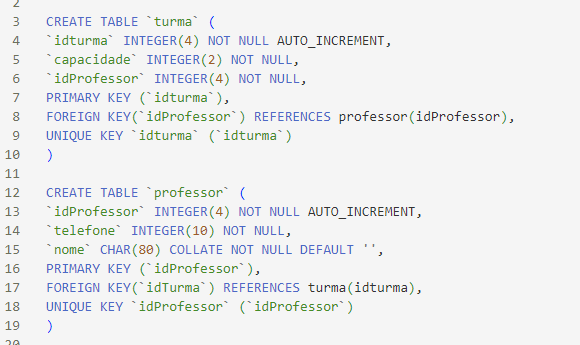 2
3 CREATE TABLE `turma` (
4 `idturma` INTEGER(4) NOT NULL AUTO_INCREMENT,
5 `capacidade` INTEGER(2) NOT NULL,
6 `idProfessor` INTEGER(4) NOT NULL,
7 PRIMARY KEY (`idturma`),
8 FOREIGN KEY(`idProfessor`) REFERENCES professor(idProfessor),
9 UNIQUE KEY `idturma` (`idturma`)
10 )
11
12 CREATE TABLE `professor` (
13 `idProfessor` INTEGER(4) NOT NULL AUTO_INCREMENT,
14 `telefone` INTEGER(10) NOT NULL,
15 `nome` CHAR(80) COLLATE NOT NULL DEFAULT '',
16 PRIMARY KEY (`idProfessor`),
17 FOREIGN KEY(`idTurma`) REFERENCES turma(idturma),
18 UNIQUE KEY `idProfessor` (`idProfessor`)
19 )
20